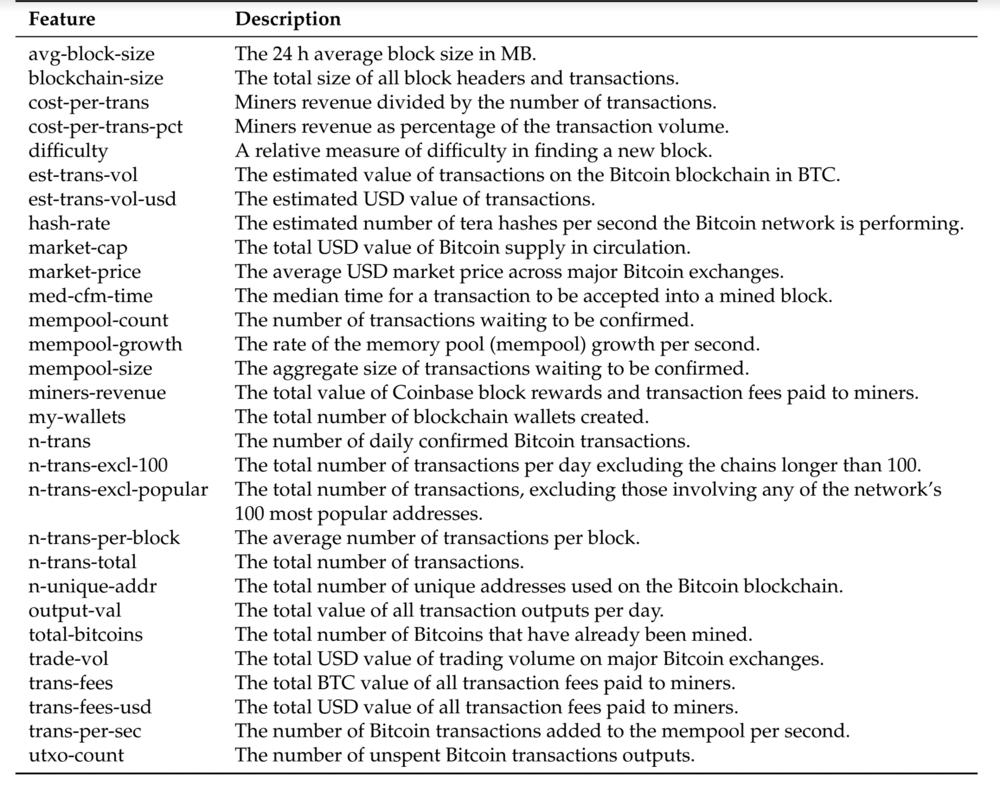 Feature Description
avg-block-size The 24 h average block size in MB.
blockchain-size The total size of all block headers and transactions.
cost-per-trans Miners revenue divided by the number of transactions.
cost-per-trans-pct Miners revenue as percentage of the transaction volume.
difficulty A relative measure of difficulty in finding a new block.
est-trans-vol The estimated value of transactions on the Bitcoin blockchain in BTC.
est-trans-vol-usd The estimated USD value of transactions.
hash-rate The estimated number of tera hashes per second the Bitcoin network is performing.
market-cap The total USD value of Bitcoin supply in circulation.
market-price The average USD market price across major Bitcoin exchanges.
med-cfm-time The median time for a transaction to be accepted into a mined block.
mempool-count The number of transactions waiting to be confirmed.
mempool-growth The rate of the memory pool (mempool) growth per second.
mempool-size The aggregate size of transactions waiting to be confirmed.
miners-revenue The total value of Coinbase block rewards and transaction fees paid to miners.
my-wallets The total number of blockchain wallets created.
n-trans The number of daily confirmed Bitcoin transactions.
n-trans-excl-100 The total number of transactions per day excluding the chains longer than 100.
n-trans-excl-popular The total number of transactions, excluding those involving any of the network's
100 most popular addresses.
n-trans-per-block The average number of transactions per block.
n-trans-total The total number of transactions.
n-unique-addr The total number of unique addresses used on the Bitcoin blockchain.
output-val The total value of all transaction outputs per day.
total-bitcoins The total number of Bitcoins that have already been mined.
trade-vol The total USD value of trading volume on major Bitcoin exchanges.
trans-fees The total BTC value of all transaction fees paid to miners.
trans-fees-usd The total USD value of all transaction fees paid to miners.
trans-per-sec The number of Bitcoin transactions added to the mempool per second.
utxo-count The number of unspent Bitcoin transactions outputs.